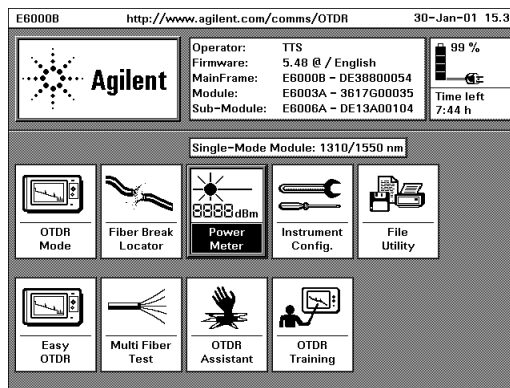 E6000B http://www.agilent.com/comms/OTDR 30-Jan-01 15.3
Agilent
Operator: TTS
Firmware: 5.48 @ / English
MainFrame: E6000B - DE38800054
Module: E6003A - 3617G00035
Sub-Module: E6006A - DE13A00104
99 %
Time left
7:44 h
Single-Mode Module: 1310/1550 nm
OTDR
Mode
Fiber Break
Locator
8888 dBm
Power
Meter
Instrument
Config.
File
Utility
Easy
OTDR
Multi Fiber
Test
OTDR
Assistant
OTDR
Training